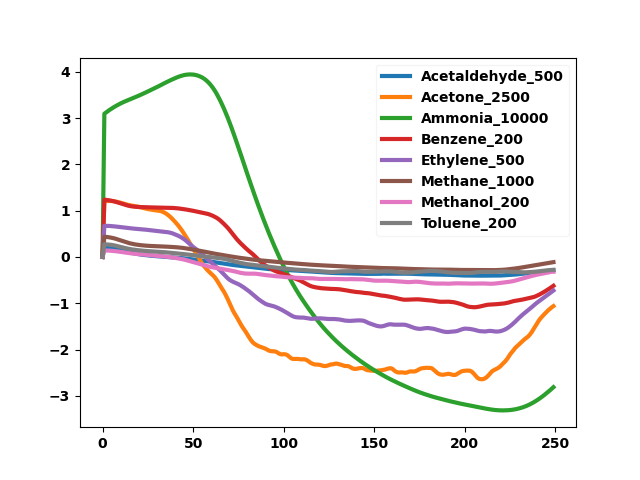 4
3
2
1
0
−1
−2
−3
0 50 100 150 200 250
Acetaldehyde_500
Acetone_2500
Ammonia_10000
Benzene_200
Ethylene_500
Methane_1000
Methanol_200
Toluene_200